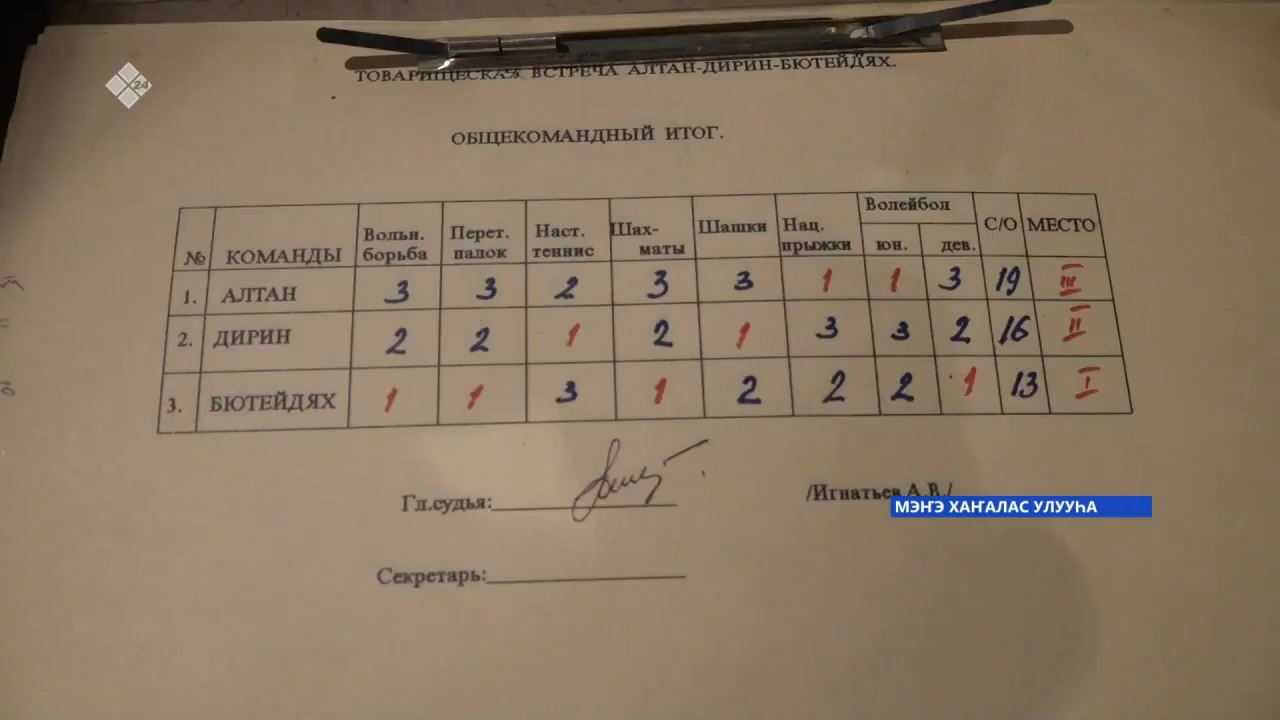 ТОВАРИЩЕСКАЯ ВСТРЕЧА АЛТАН-ДИРИН-БЮТЕЙДЯХ.
X24
ОБЩЕКОМАНДНЫЙ ИТОГ.
№ КОМАНДЫ Вольн. борьба Перет. палок Наст. теннис Шах- маты Шашки Нац. прыжки Волейбол юн. дев. С/О МЕСТО
1. АЛТАН 3 3 2 3 3 1 1 3 19 III
2. ДИРИН 2 2 1 2 1 3 3 2 16 II
3. БЮТЕЙДЯХ 1 1 3 1 2 2 2 1 13 I
Гл.судья: /Игнатьев А.В./
МЭҤЭ ХАҤАЛАС УЛУУҺА
Секретарь: